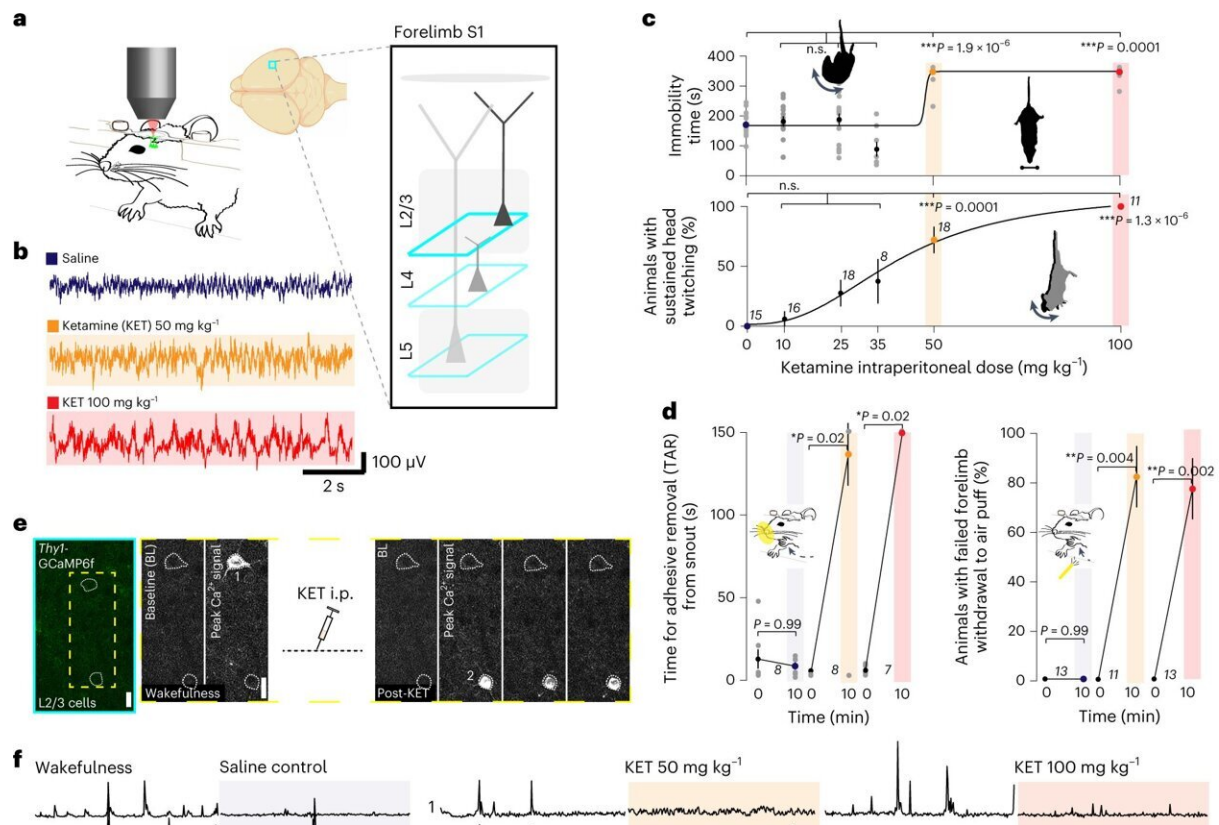 a
Forelimb S1
L2/3
L4
L5
b
Saline
Ketamine (KET) 50 mg kg⁻¹
KET 100 mg kg⁻¹
100 µV
2 s
c
Immobility
time (s)
400
300
200
100
0
n.s.
***P = 1.9 × 10⁻⁶
***P = 0.0001
Animals with
sustained head
twitching (%)
100
50
0
n.s.
***P = 0.0001
***P = 1.3 × 10⁻⁶
15
16
18
8
18
11
0
10
25
35
50
100
Ketamine intraperitoneal dose (mg kg⁻¹)
d
Time for adhesive removal (TAR)
from snout (s)
150
100
50
0
P = 0.99
*P = 0.02
*P = 0.02
8
8
7
0
10
0
10
0
10
Time (min)
Animals with failed forelimb
withdrawal to air puff (%)
100
80
60
40
20
0
P = 0.99
**P = 0.004
**P = 0.002
13
11
13
0
10
0
10
0
10
Time (min)
e
Thy1-
GCaMP6f
L2/3 cells
Baseline (BL)
Peak Ca²⁺ signal
1
Wakefulness
KET i.p.
BL
Peak Ca²⁺ signal
2
Post-KET
f
Wakefulness
Saline control
1
KET 50 mg kg⁻¹
KET 100 mg kg⁻¹